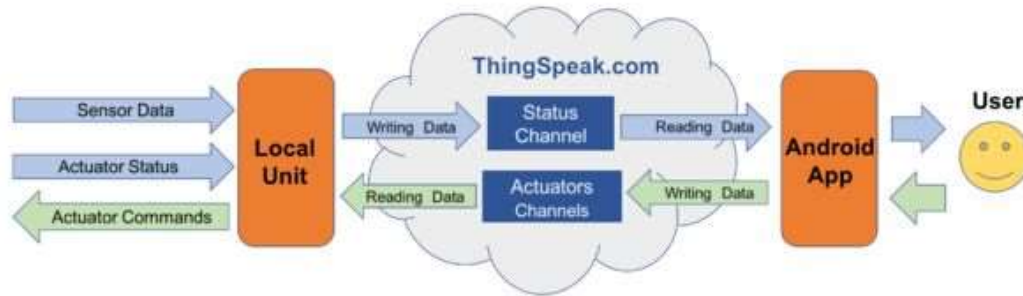 ThingSpeak.com
User
Sensor Data
Writing Data
Status
Channel
Reading Data
Local
Unit
Android
App
Actuator Status
Actuator Commands
Reading Data
Actuators
Channels
Writing Data